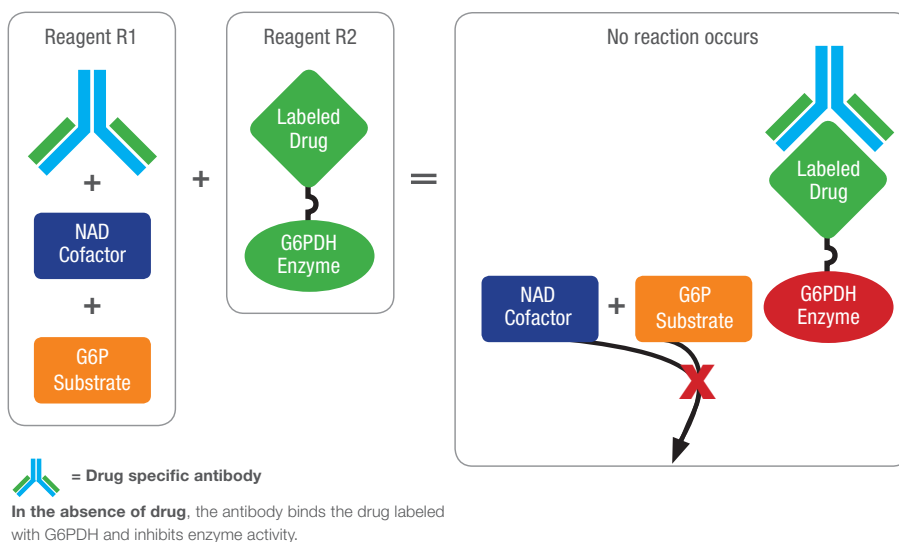 Reagent R1
+
NAD
Cofactor
+
G6P
Substrate
+
Reagent R2
Labeled
Drug
G6PDH
Enzyme
=
No reaction occurs
Labeled
Drug
NAD
Cofactor
+
G6P
Substrate
G6PDH
Enzyme
X
= Drug specific antibody
In the absence of drug, the antibody binds the drug labeled
with G6PDH and inhibits enzyme activity.